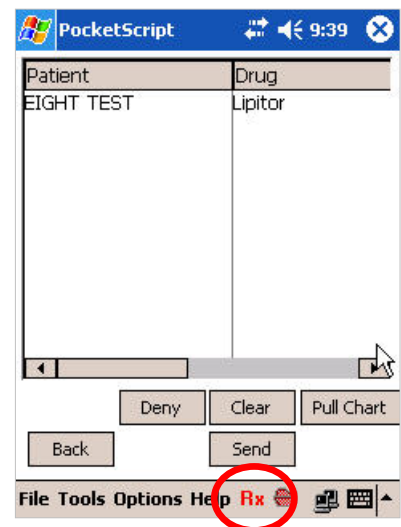 PocketScript 9:39
Patient Drug
EIGHT TEST Lipitor
Deny Clear Pull Chart
Back Send
File Tools Options Help Rx